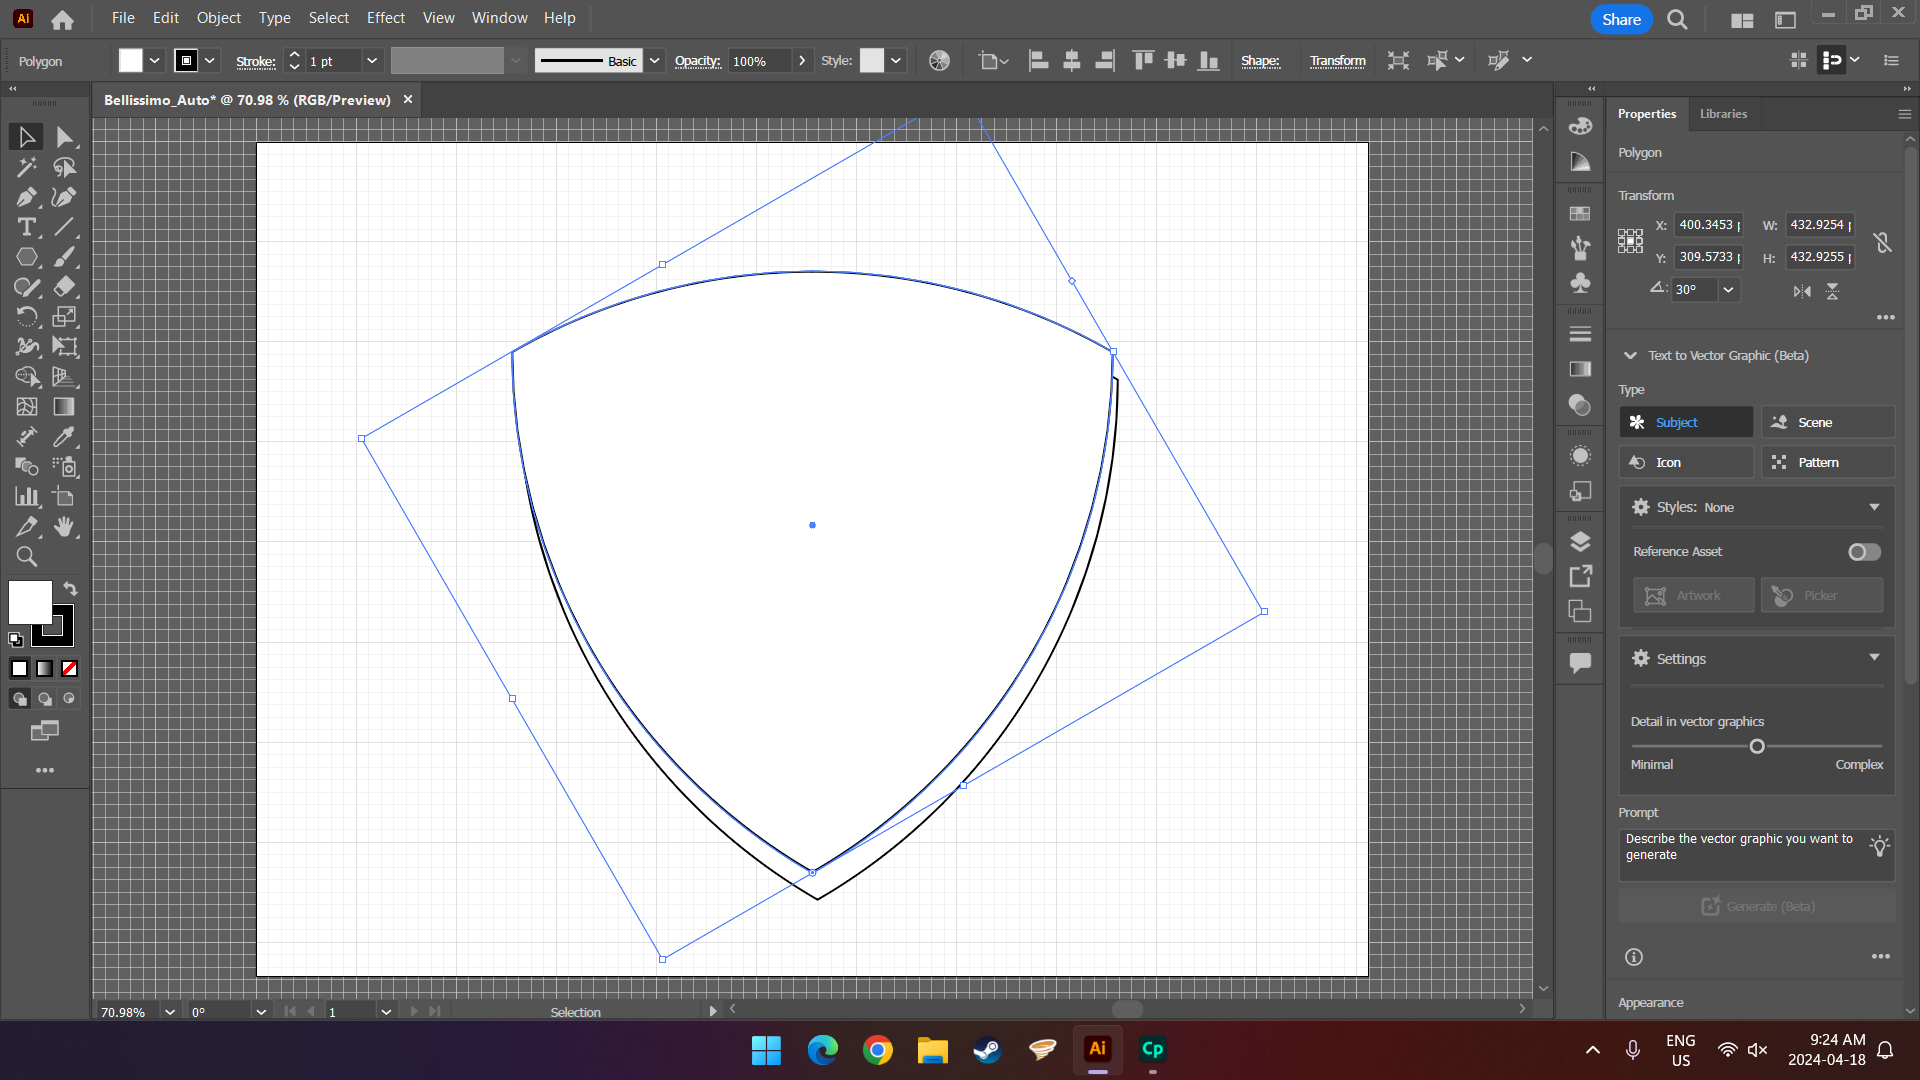 Ai File Edit Object Type Select Effect View Window Help Share
Polygon Stroke: 1 pt Basic Opacity: 100% Style: Shape: Transform
Bellissimo_Auto* @ 70.98 % (RGB/Preview) ×
Properties Libraries
Polygon
Transform
X: 400.3453 W: 432.9254
Y: 309.5733 H: 432.9255
30°
Text to Vector Graphic (Beta)
Type
Subject Scene
Icon Pattern
Styles: None
Reference Asset
Artwork Picker
Settings
Detail in vector graphics
Minimal Complex
Prompt
Describe the vector graphic you want to
generate
Generate (Beta)
Appearance
70.98% 0° 1 Selection
Ai Cp
ENG
US
9:24 AM
2024-04-18